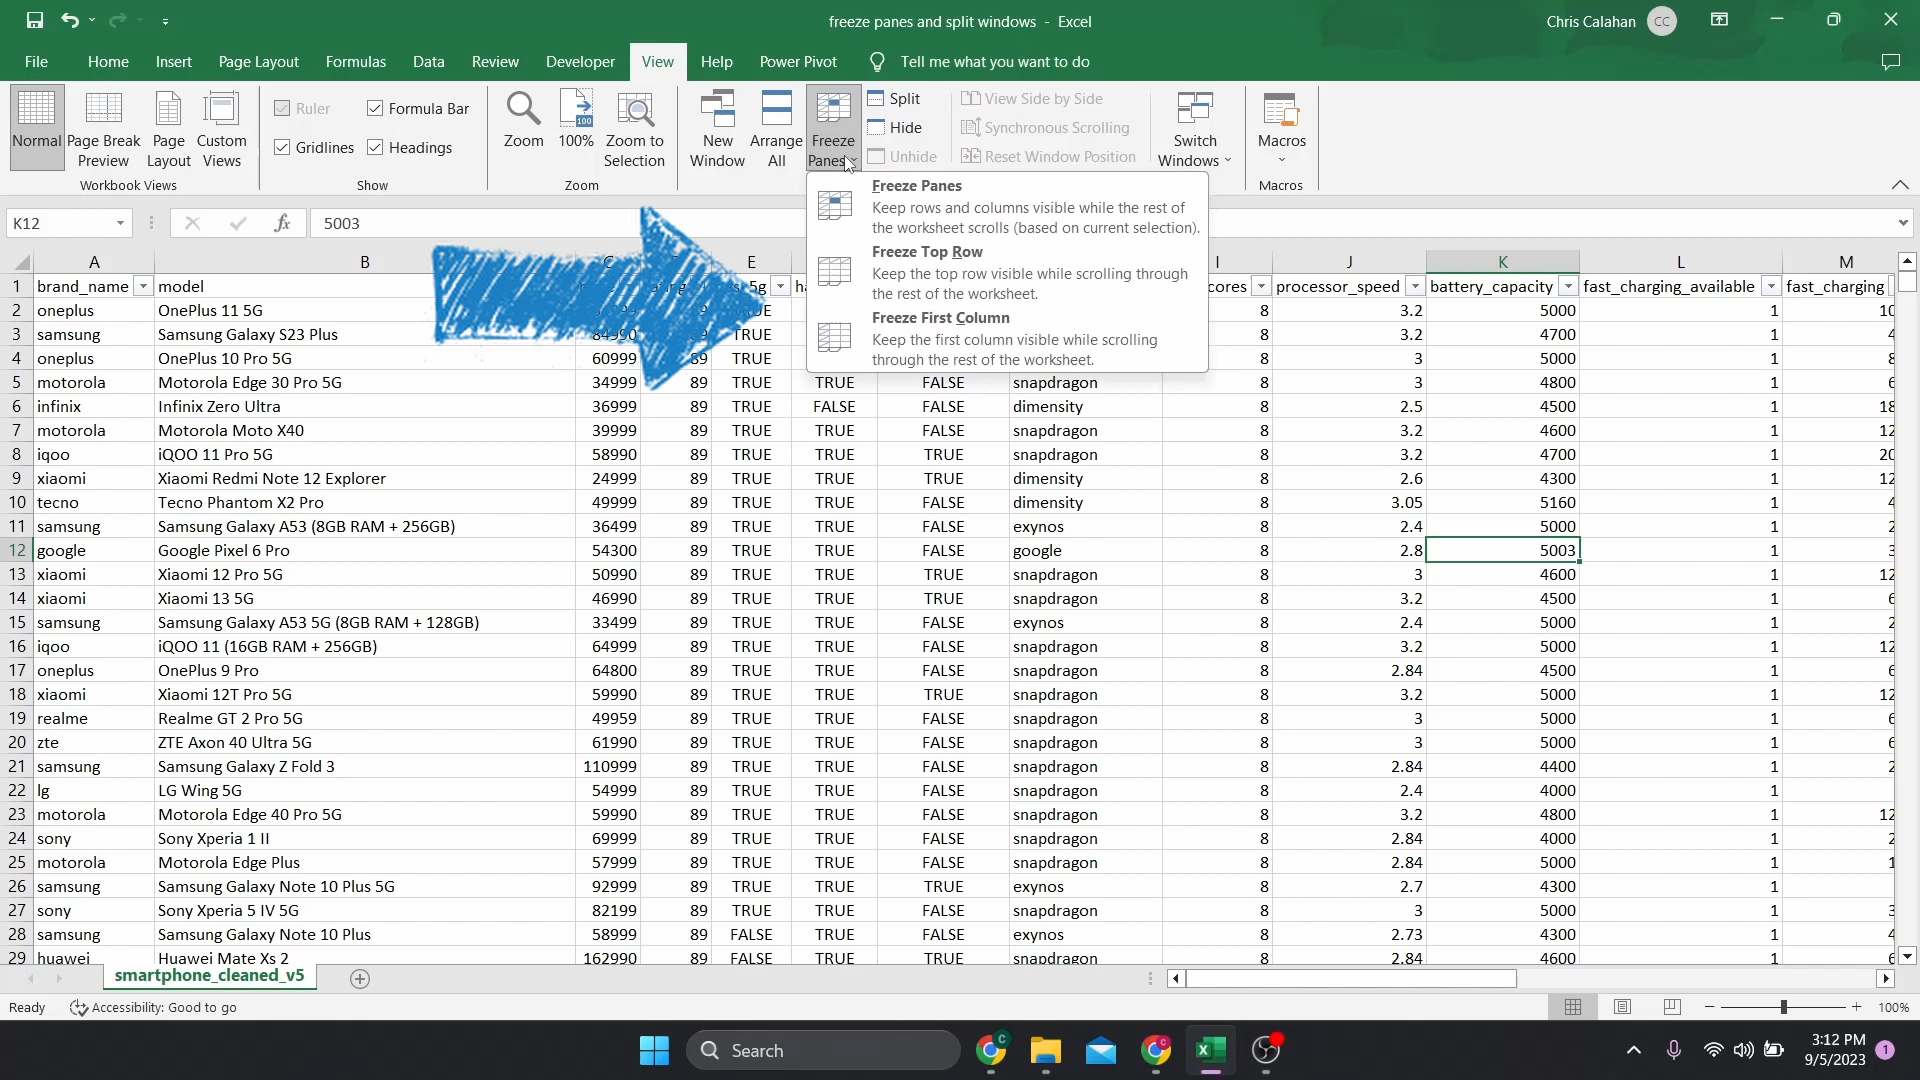 freeze panes and split windows - Excel
Chris Calahan CC
File Home Insert Page Layout Formulas Data Review Developer View Help Power Pivot Tell me what you want to do
Normal Page Break Preview Page Layout Custom Views
Workbook Views
Ruler Formula Bar
Gridlines Headings
Show
Zoom 100% Zoom to Selection
100
Zoom
New Window Arrange All Freeze Panes
Split
Hide
Unhide
View Side by Side
Synchronous Scrolling
Reset Window Position
Switch Windows
Macros
Macros
Freeze Panes
Keep rows and columns visible while the rest of
the worksheet scrolls (based on current selection).
Freeze Top Row
Keep the top row visible while scrolling through
the rest of the worksheet.
Freeze First Column
Keep the first column visible while scrolling
through the rest of the worksheet.
K12 fx 5003
A B C E I J K L M
1 brand_name model 5g ha cores processor_speed battery_capacity fast_charging_available fast_charging
2 oneplus OnePlus 11 5G 8 3.2 5000 1 10
3 samsung Samsung Galaxy S23 Plus 84990 TRUE 8 3.2 4700 1 4
4 oneplus OnePlus 10 Pro 5G 60999 TRUE 8 3 5000 1 8
5 motorola Motorola Edge 30 Pro 5G 34999 89 TRUE TRUE FALSE snapdragon 8 3 4800 1 6
6 infinix Infinix Zero Ultra 36999 89 TRUE FALSE FALSE dimensity 8 2.5 4500 1 18
7 motorola Motorola Moto X40 39999 89 TRUE TRUE FALSE snapdragon 8 3.2 4600 1 12
8 iqoo iQOO 11 Pro 5G 58990 89 TRUE TRUE TRUE snapdragon 8 3.2 4700 1 20
9 xiaomi Xiaomi Redmi Note 12 Explorer 24999 89 TRUE TRUE TRUE dimensity 8 2.6 4300 1 12
10 tecno Tecno Phantom X2 Pro 49999 89 TRUE TRUE FALSE dimensity 8 3.05 5160 1 4
11 samsung Samsung Galaxy A53 (8GB RAM + 256GB) 36499 89 TRUE TRUE FALSE exynos 8 2.4 5000 1 2
12 google Google Pixel 6 Pro 54300 89 TRUE TRUE FALSE google 8 2.8 5003 1 3
13 xiaomi Xiaomi 12 Pro 5G 50990 89 TRUE TRUE TRUE snapdragon 8 3 4600 1 12
14 xiaomi Xiaomi 13 5G 46990 89 TRUE TRUE TRUE snapdragon 8 3.2 4500 1 6
15 samsung Samsung Galaxy A53 5G (8GB RAM + 128GB) 33499 89 TRUE TRUE FALSE exynos 8 2.4 5000 1 2
16 iqoo iQOO 11 (16GB RAM + 256GB) 64999 89 TRUE TRUE FALSE snapdragon 8 3.2 5000 1 12
17 oneplus OnePlus 9 Pro 64800 89 TRUE TRUE FALSE snapdragon 8 2.84 4500 1 6
18 xiaomi Xiaomi 12T Pro 5G 59990 89 TRUE TRUE TRUE snapdragon 8 3.2 5000 1 12
19 realme Realme GT 2 Pro 5G 49959 89 TRUE TRUE FALSE snapdragon 8 3 5000 1 6
20 zte ZTE Axon 40 Ultra 5G 61990 89 TRUE TRUE FALSE snapdragon 8 3 5000 1 6
21 samsung Samsung Galaxy Z Fold 3 110999 89 TRUE TRUE FALSE snapdragon 8 2.84 4400 1 2
22 lg LG Wing 5G 54999 89 TRUE TRUE FALSE snapdragon 8 2.4 4000 1
23 motorola Motorola Edge 40 Pro 5G 59990 89 TRUE TRUE FALSE snapdragon 8 3.2 4800 1 12
24 sony Sony Xperia 1 II 69999 89 TRUE TRUE FALSE snapdragon 8 2.84 4000 1 2
25 motorola Motorola Edge Plus 57999 89 TRUE TRUE FALSE snapdragon 8 2.84 5000 1 1
26 samsung Samsung Galaxy Note 10 Plus 5G 92999 89 TRUE TRUE TRUE exynos 8 2.7 4300 1
27 sony Sony Xperia 5 IV 5G 82199 89 TRUE TRUE FALSE snapdragon 8 3 5000 1 3
28 samsung Samsung Galaxy Note 10 Plus 58999 89 FALSE TRUE FALSE exynos 8 2.73 4300 1 4
29 huawei Huawei Mate Xs 2 162990 89 FALSE TRUE TRUE snapdragon 8 2.84 4600 1 6
smartphone_cleaned_v5
Ready Accessibility: Good to go 100%
Search
3:12 PM
9/5/2023 1